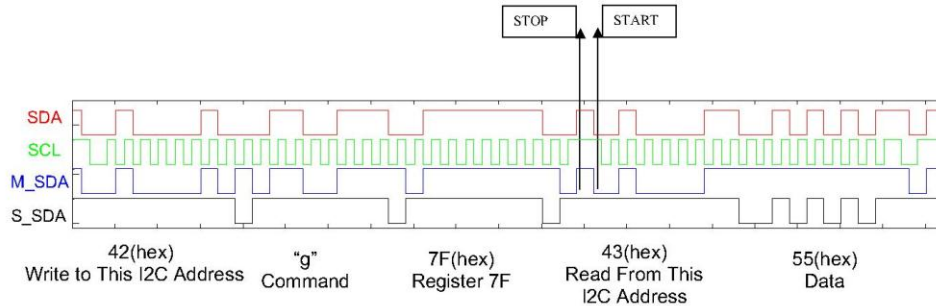 STOP
START
SDA
SCL
M_SDA
S_SDA
42(hex)
Write to This I2C Address
"g"
Command
7F(hex)
Register 7F
43(hex)
Read From This
I2C Address
55(hex)
Data